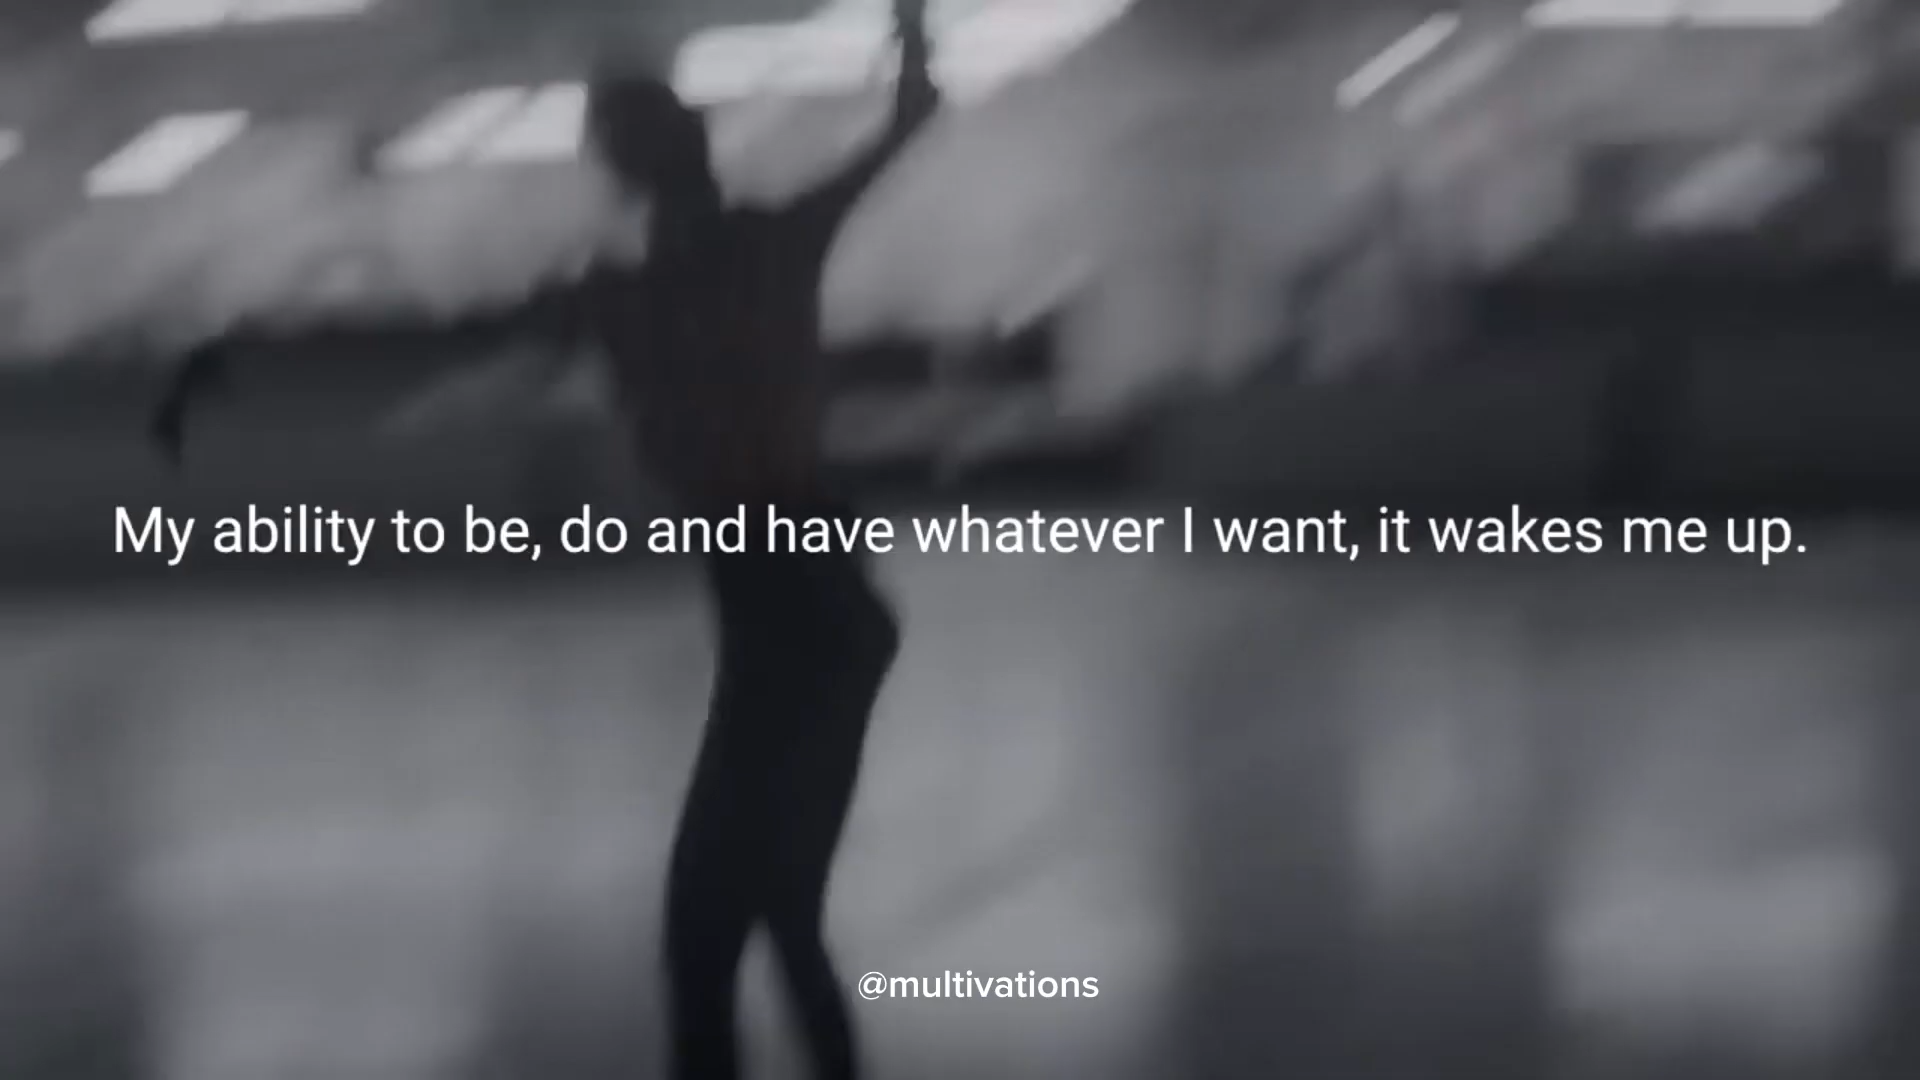 My ability to be, do and have whatever I want, it wakes me up.
@multivations